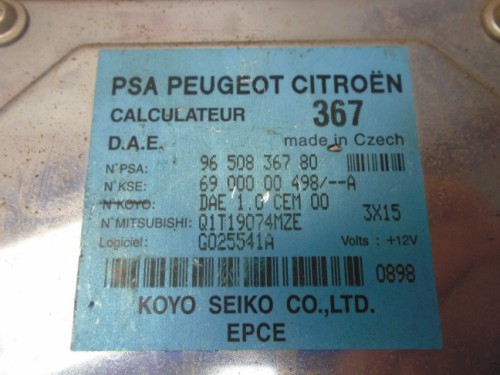 PSA PEUGEOT CITROËN
CALCULATEUR 367
D.A.E. made in Czech
N°PSA: 96 508 367 80
N°KSE: 69 000 00 498/--A
N°KOYO: DAE 1.0 CEM 00
N°MITSUBISHI: Q1T19074MZE 3X15
Logiciel: G025541A Volts : +12V
0898
KOYO SEIKO CO.,LTD.
EPCE